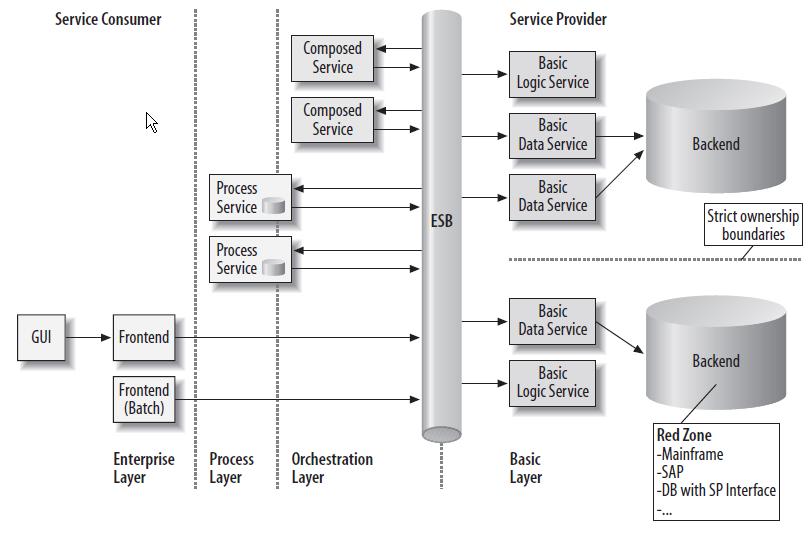 Service Consumer
Service Provider
Composed
Service
Composed
Service
Process
Service
Process
Service
GUI
Frontend
Frontend
(Batch)
ESB
Basic
Logic Service
Basic
Data Service
Basic
Data Service
Backend
Strict ownership
boundaries
Basic
Data Service
Basic
Logic Service
Backend
Red Zone
-Mainframe
-SAP
-DB with SP Interface
-...
Enterprise
Layer
Process
Layer
Orchestration
Layer
Basic
Layer